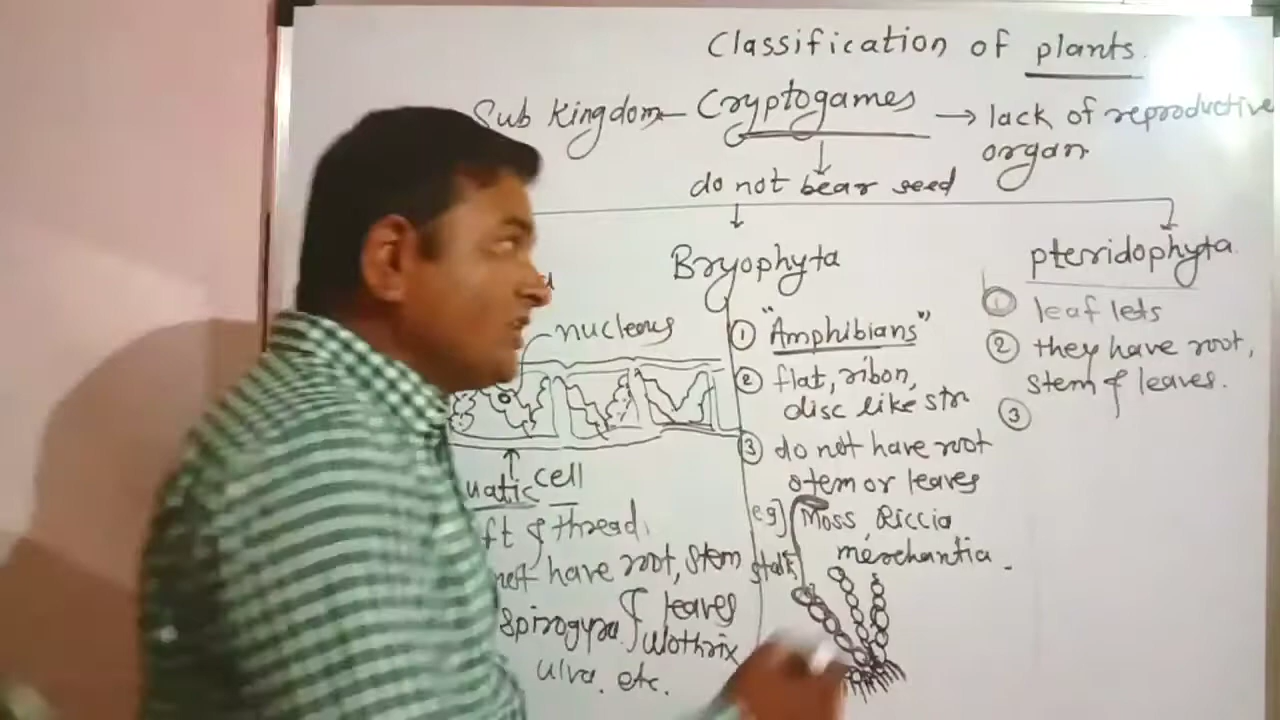 Classification of plants.
Sub Kingdom - Cryptogames → lack of reproductive
organ
do not bear seed
nucleous
cell
uatic
ft & thread
not have root, stem
& leaves
spirogyra, Ulothrix
ulva. etc.
Bryophyta
① "Amphibians"
② flat, ribon,
disc like str
③ do not have root
stem or leaves
eg] Moss Riccia
merchantia.
stalk
pteridophyta
① leaf lets
② they have root,
stem & leaves.
③